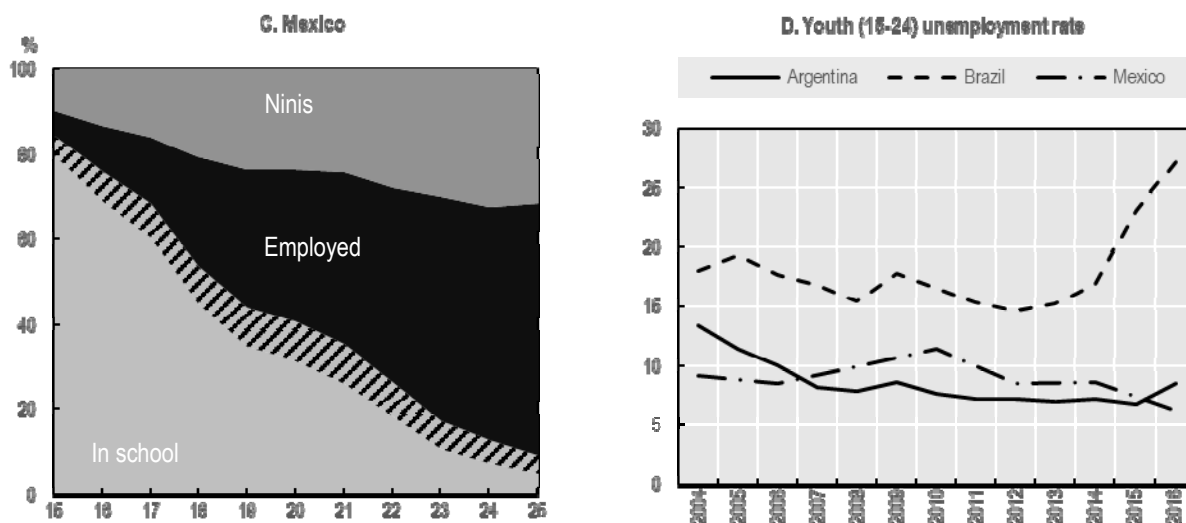 C. Mexico
%
100
80
60
40
20
0
Ninis
Employed
In school
15 16 17 18 19 20 21 22 23 24 25
D. Youth (15-24) unemployment rate
Argentina Brazil Mexico
30
25
20
15
10
5
0
2004 2005 2006 2007 2008 2009 2010 2011 2012 2013 2014 2015 2016